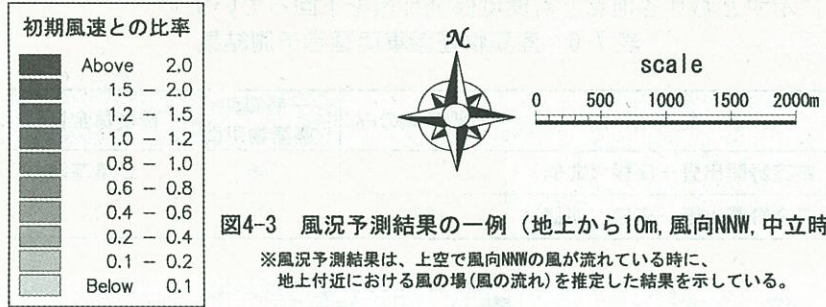 初期風速との比率
Above 2.0
1.5 － 2.0
1.2 － 1.5
1.0 － 1.2
0.8 － 1.0
0.6 － 0.8
0.4 － 0.6
0.2 － 0.4
0.1 － 0.2
Below 0.1
N
scale
0 500 1000 1500 2000m
図4-3 風況予測結果の一例（地上から10m, 風向NNW, 中立時
※風況予測結果は、上空で風向NNWの風が流れている時に、
地上付近における風の場(風の流れ)を推定した結果を示している。